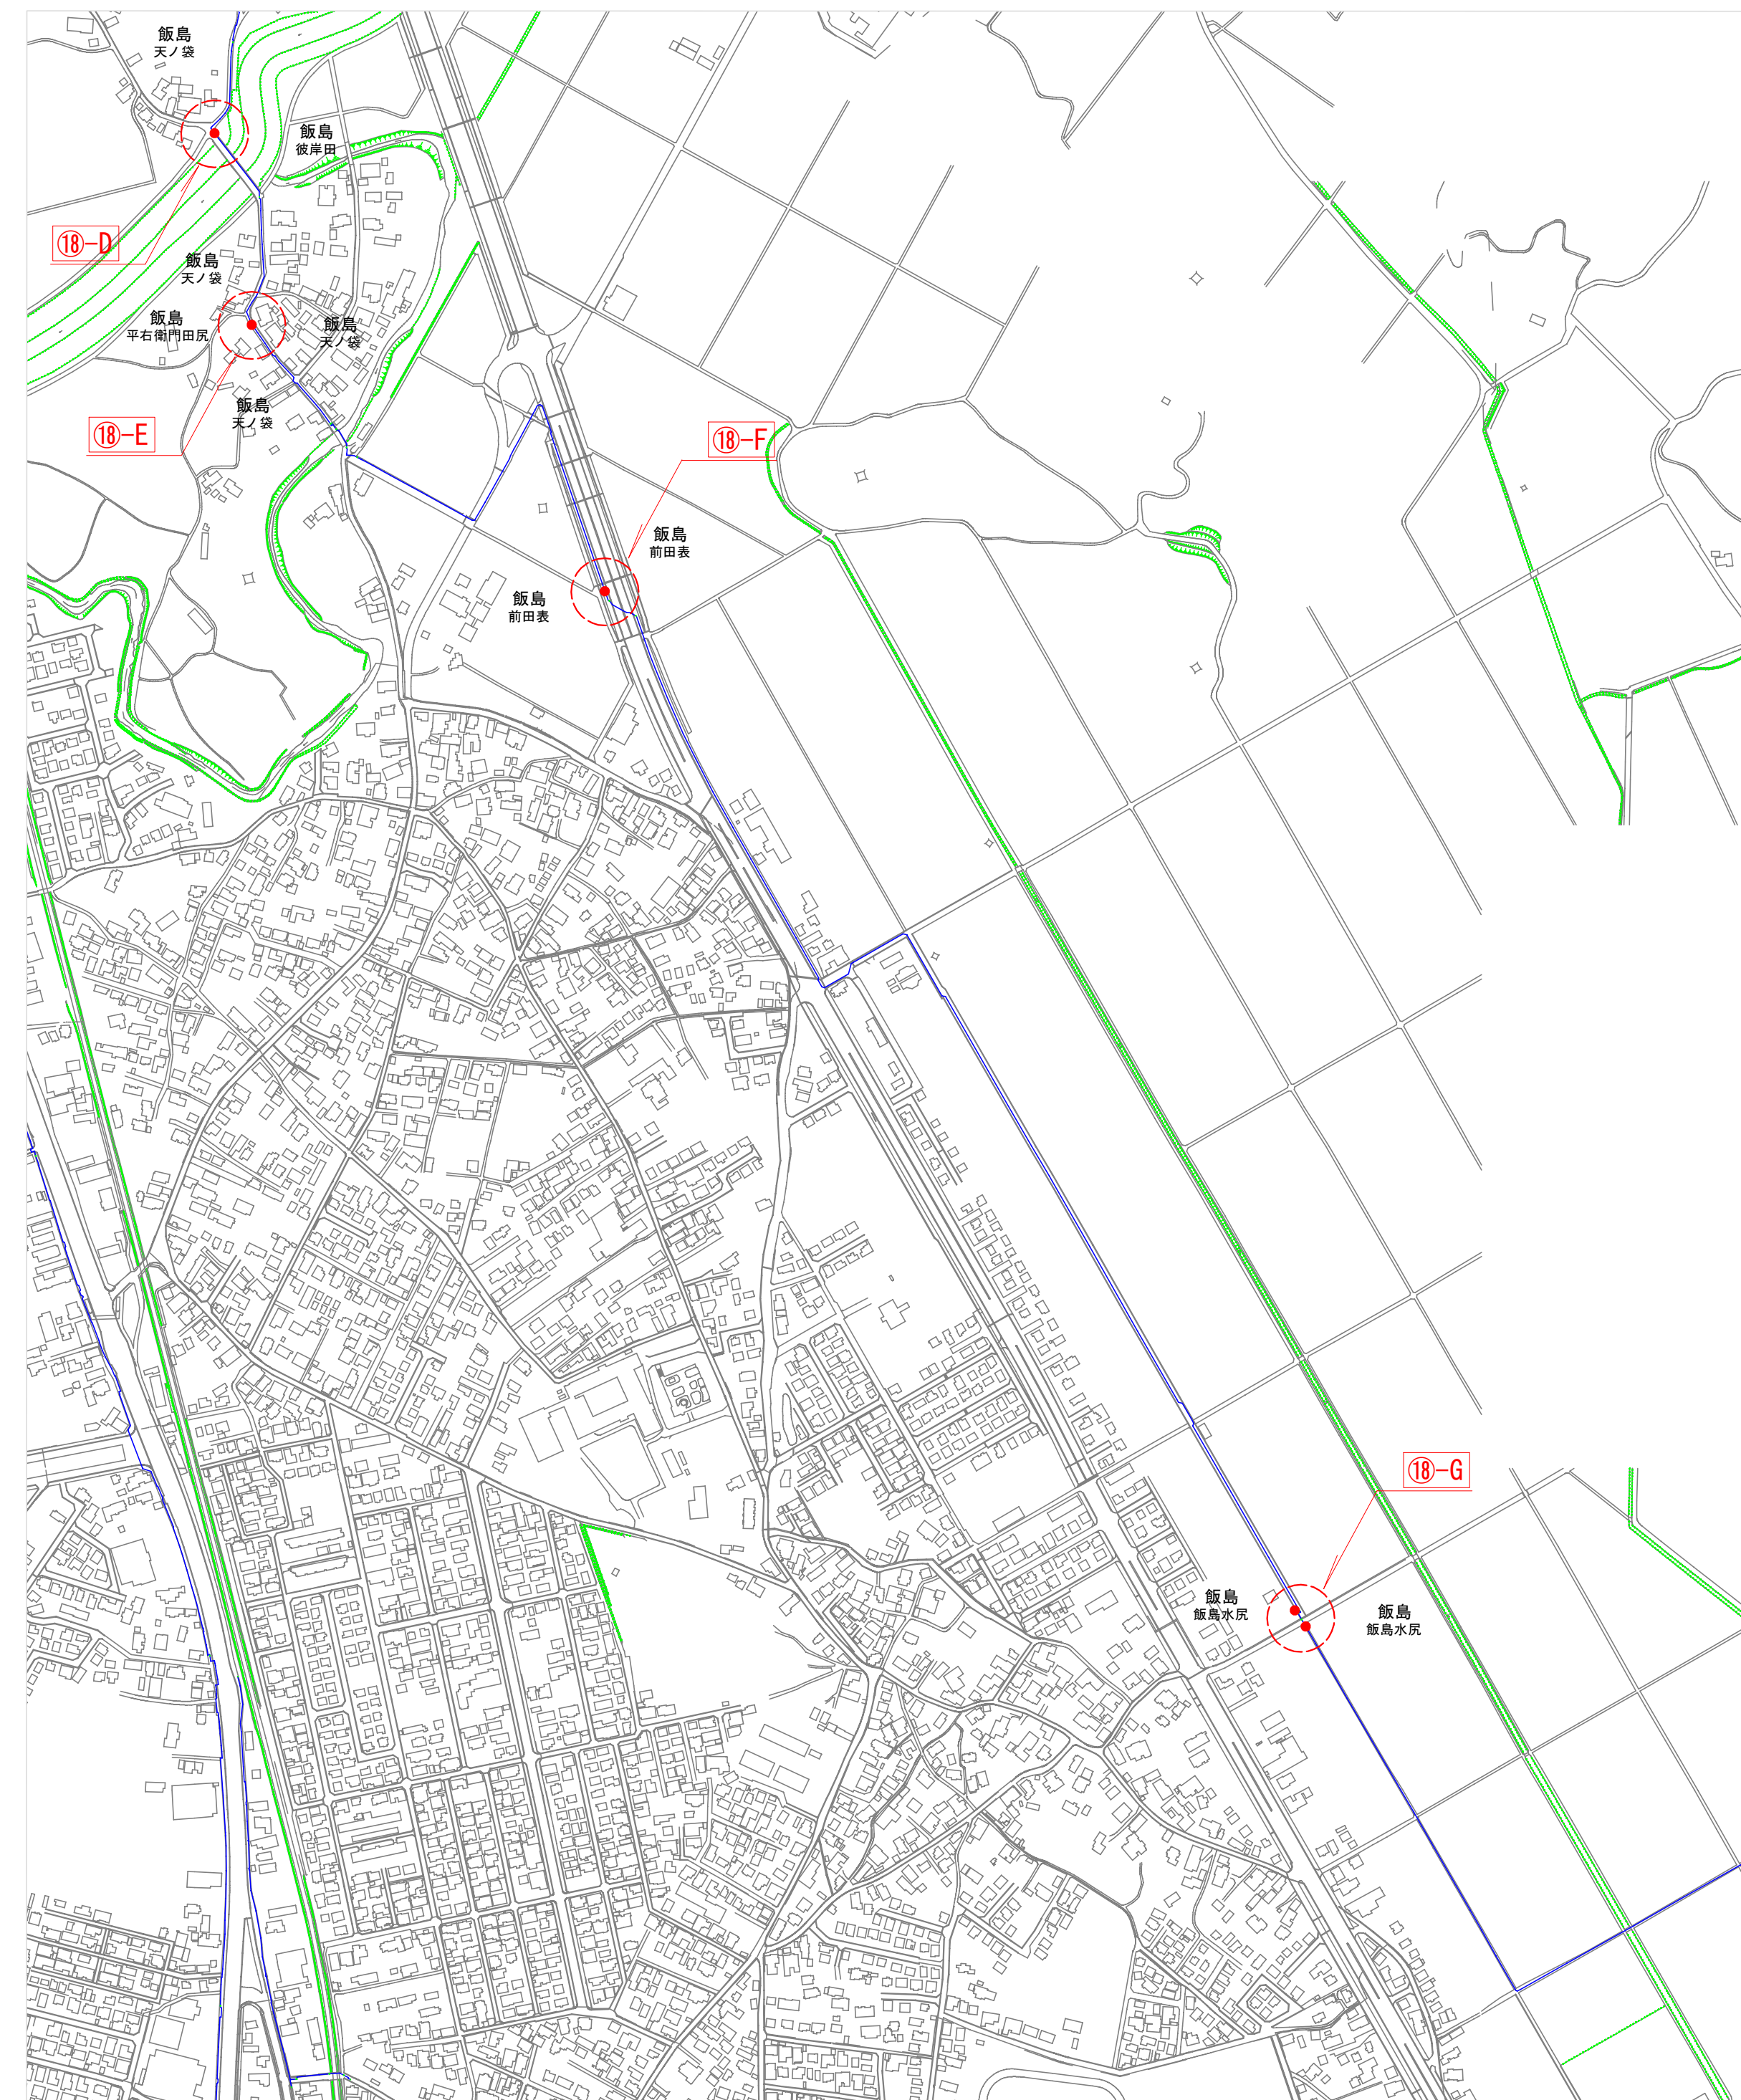 飯島
天ノ袋
飯島
彼岸田
⑱-D
飯島
天ノ袋
飯島
平右衛門田尻
飯島
天ノ袋
飯島
天ノ袋
⑱-E
⑱-F
飯島
前田表
飯島
前田表
⑱-G
飯島
飯島水尻
飯島
飯島水尻